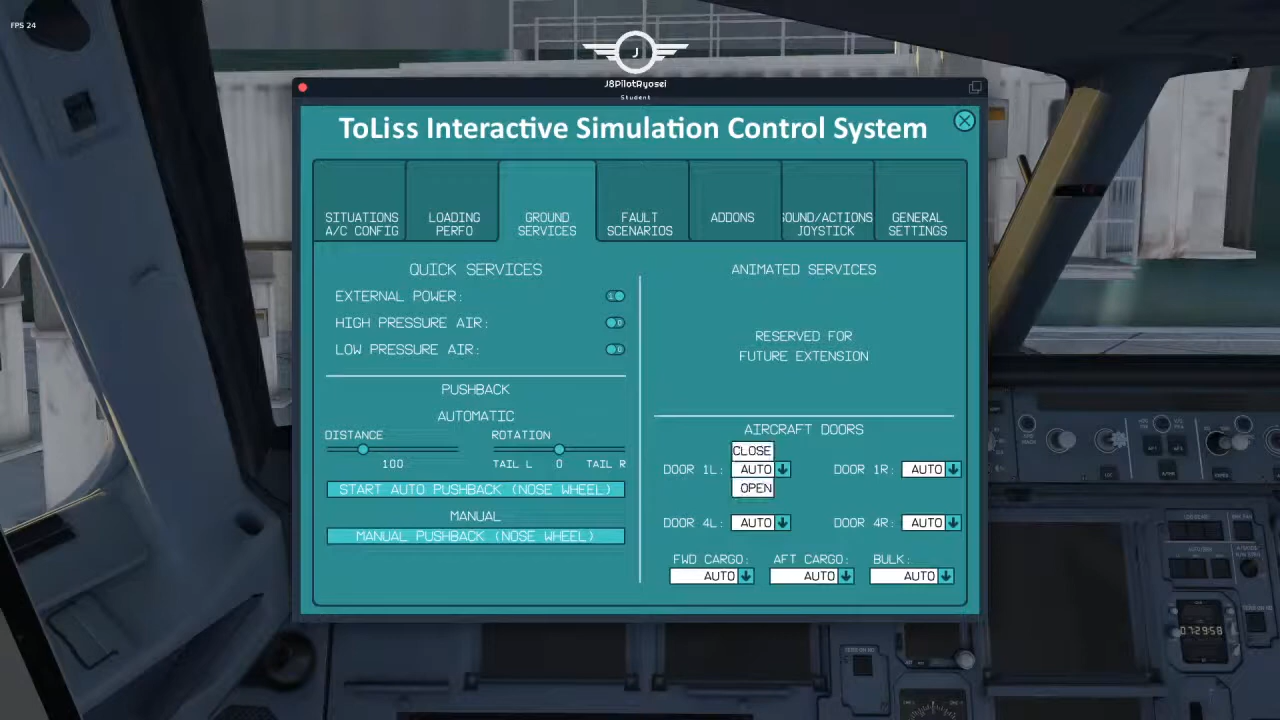 FPS 24
J
J8PilotRyosei
Student
ToLiss Interactive Simulation Control System
SITUATIONS
A/C CONFIG
LOADING
PERFO
GROUND
SERVICES
FAULT
SCENARIOS
ADDONS
SOUND/ACTIONS
JOYSTICK
GENERAL
SETTINGS
QUICK SERVICES
EXTERNAL POWER:
HIGH PRESSURE AIR:
LOW PRESSURE AIR:
PUSHBACK
AUTOMATIC
DISTANCE
ROTATION
100
TAIL L 0 TAIL R
START AUTO PUSHBACK (NOSE WHEEL)
MANUAL
MANUAL PUSHBACK (NOSE WHEEL)
ANIMATED SERVICES
RESERVED FOR
FUTURE EXTENSION
AIRCRAFT DOORS
CLOSE
DOOR 1L: AUTO DOOR 1R: AUTO
OPEN
DOOR 4L: AUTO DOOR 4R: AUTO
FWD CARGO: AFT CARGO: BULK:
AUTO AUTO AUTO
07:29:58